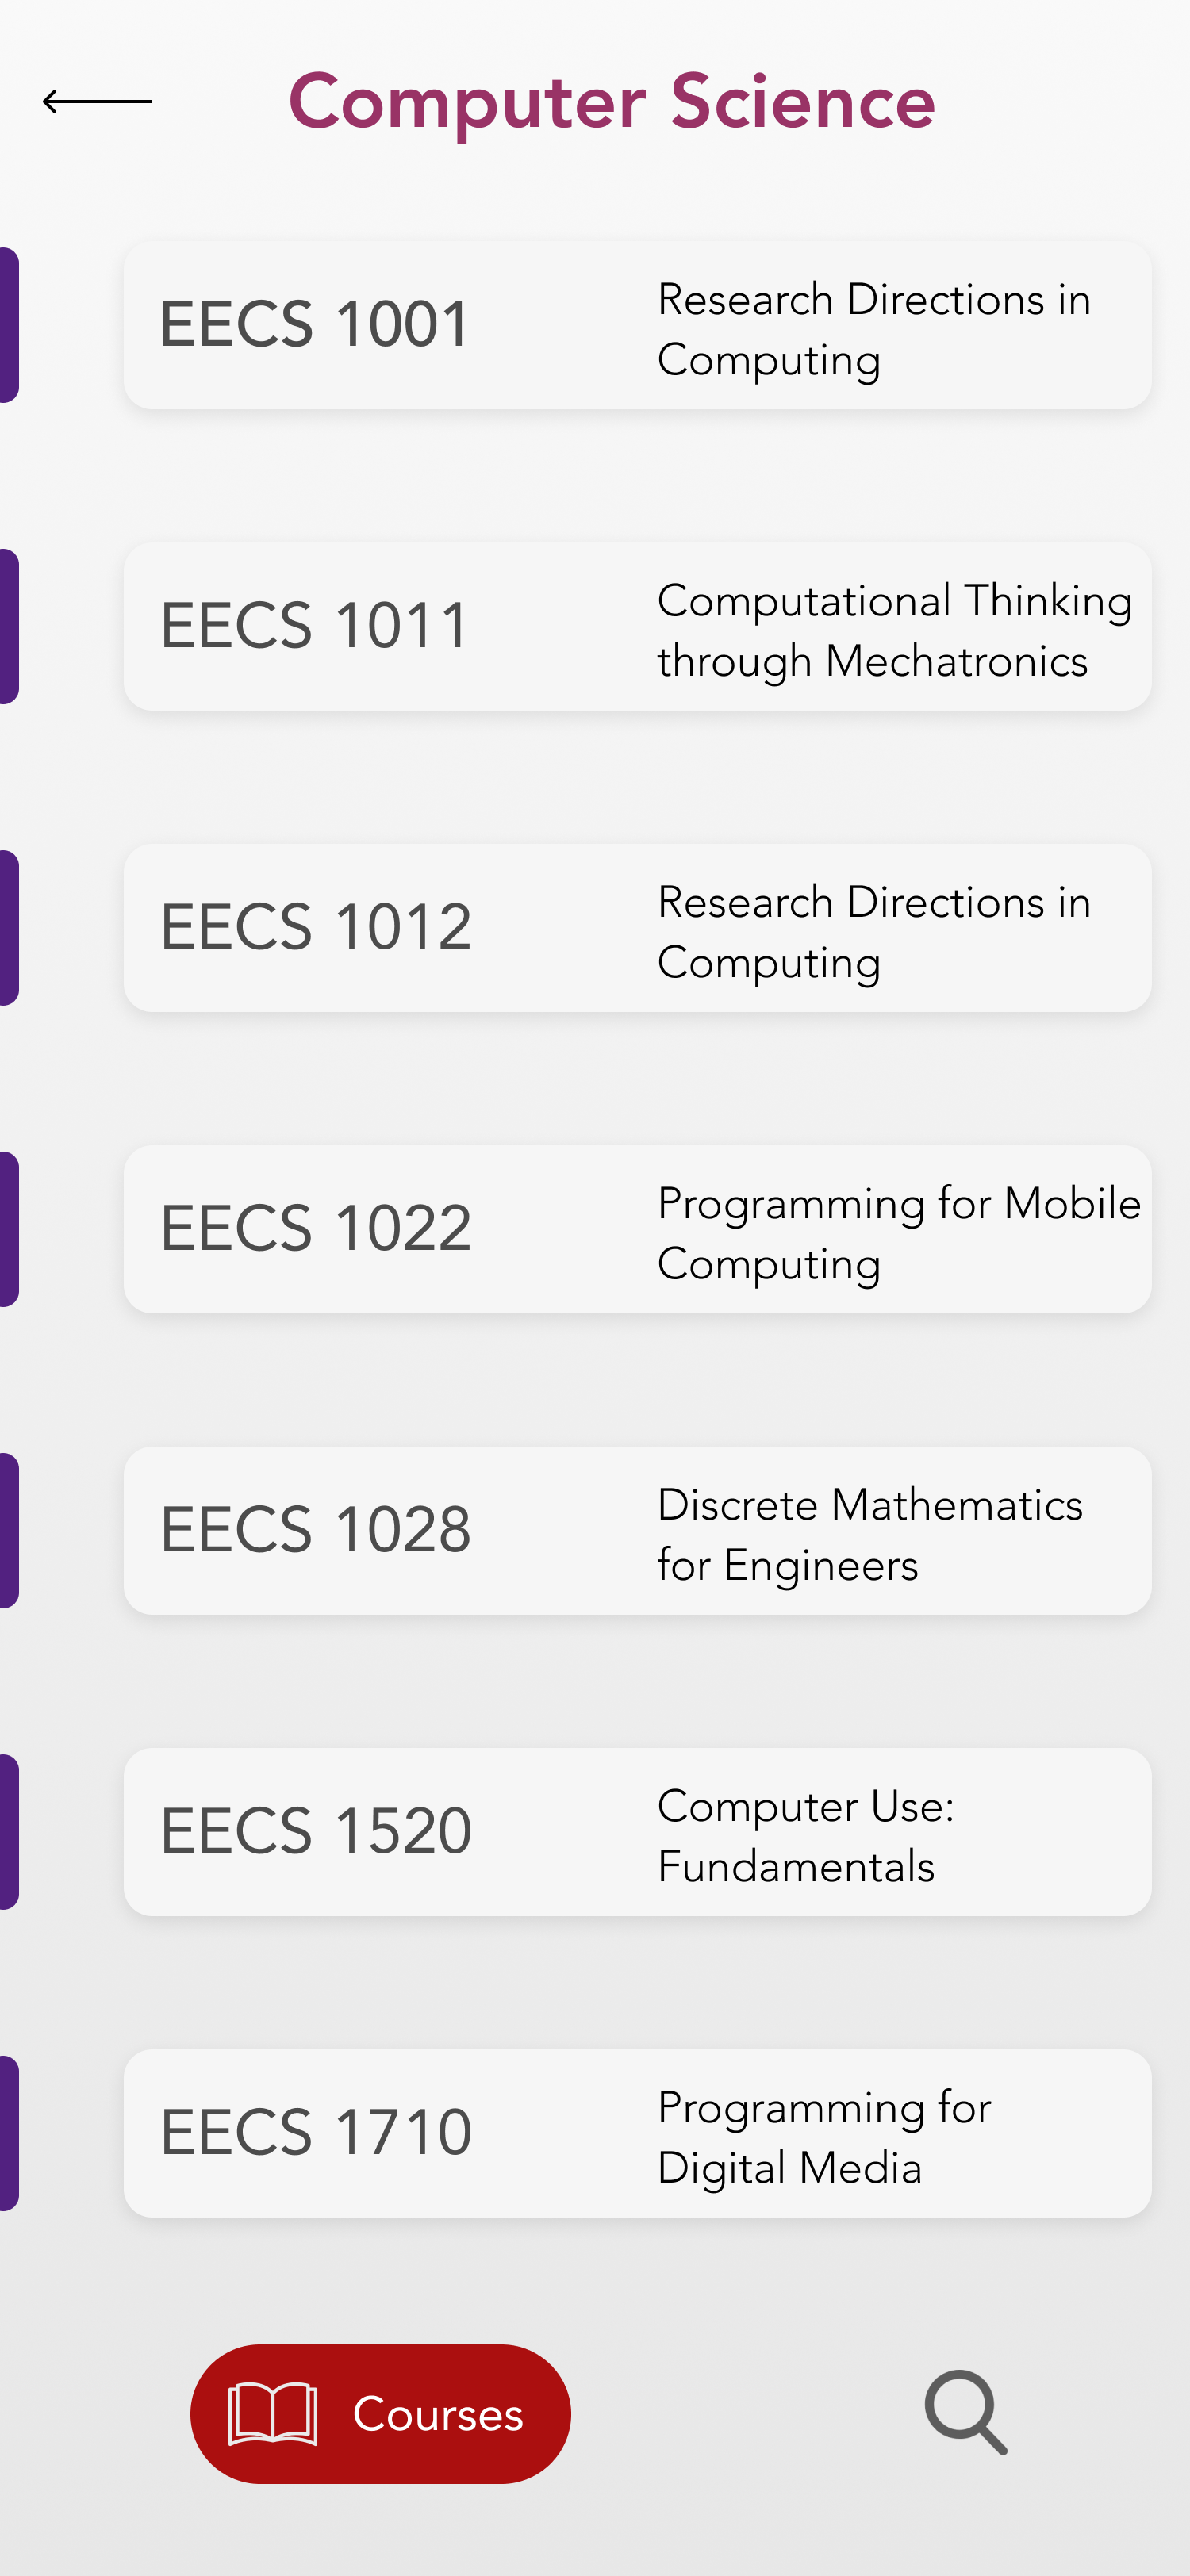 Computer Science
EECS 1001
Research Directions in
Computing
EECS 1011
Computational Thinking
through Mechatronics
EECS 1012
Research Directions in
Computing
EECS 1022
Programming for Mobile
Computing
EECS 1028
Discrete Mathematics
for Engineers
EECS 1520
Computer Use:
Fundamentals
EECS 1710
Programming for
Digital Media
Courses